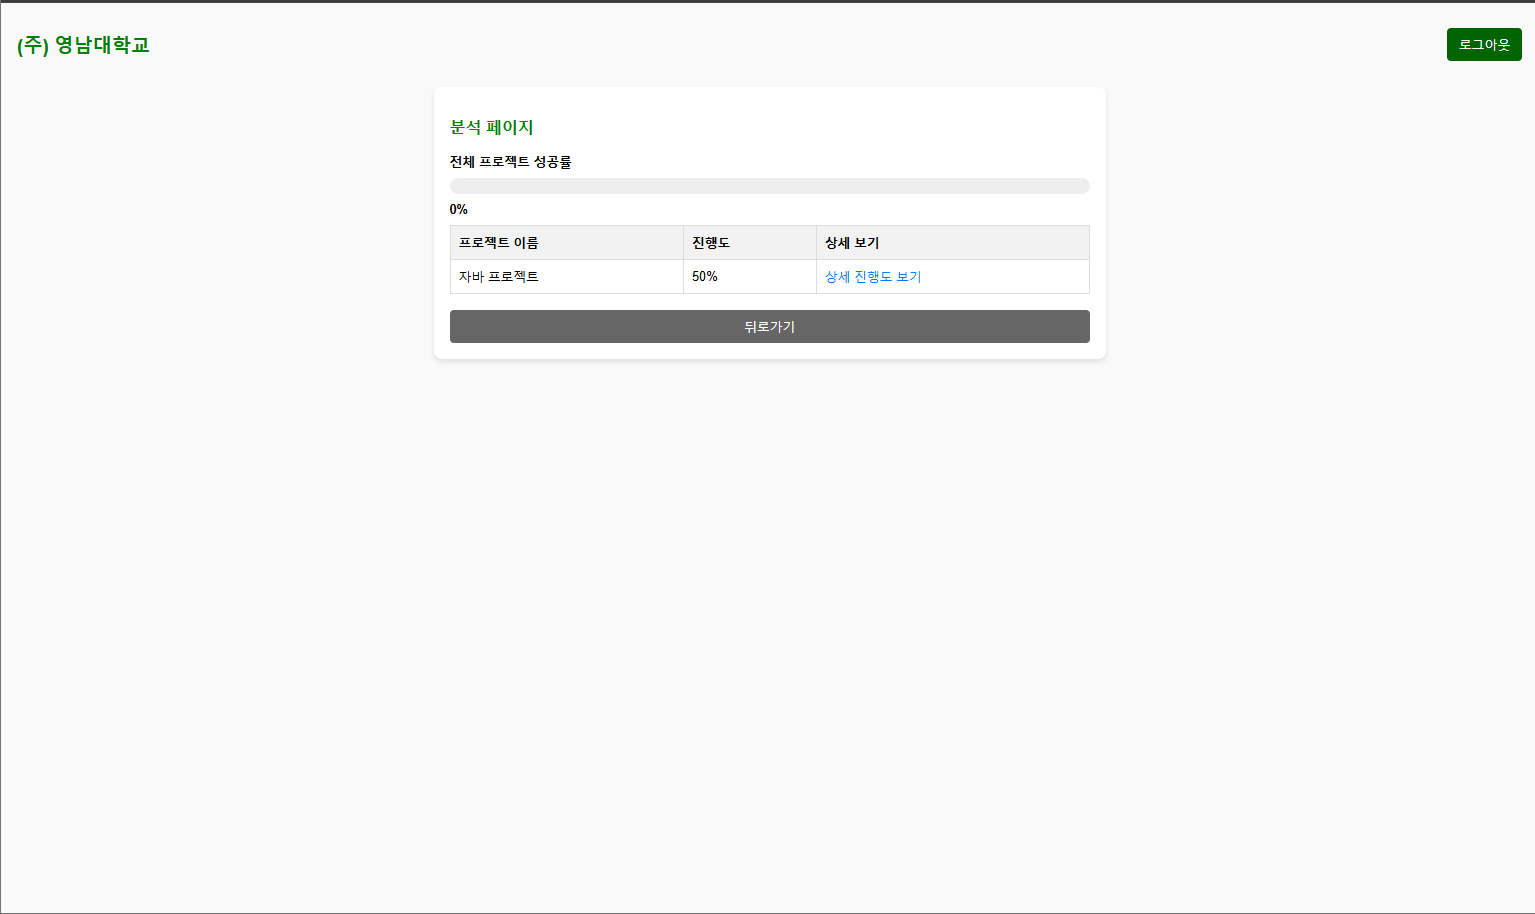 (주) 영남대학교
로그아웃
분석 페이지
전체 프로젝트 성공률
0%
프로젝트 이름 진행도 상세 보기
자바 프로젝트 50% 상세 진행도 보기
뒤로가기